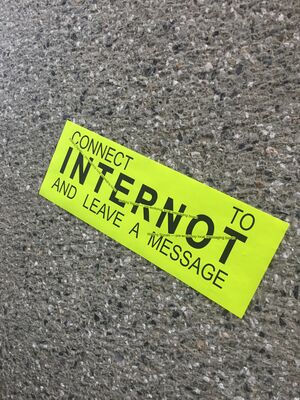 CONNECT TO
INTERNOT
AND LEAVE A MESSAGE